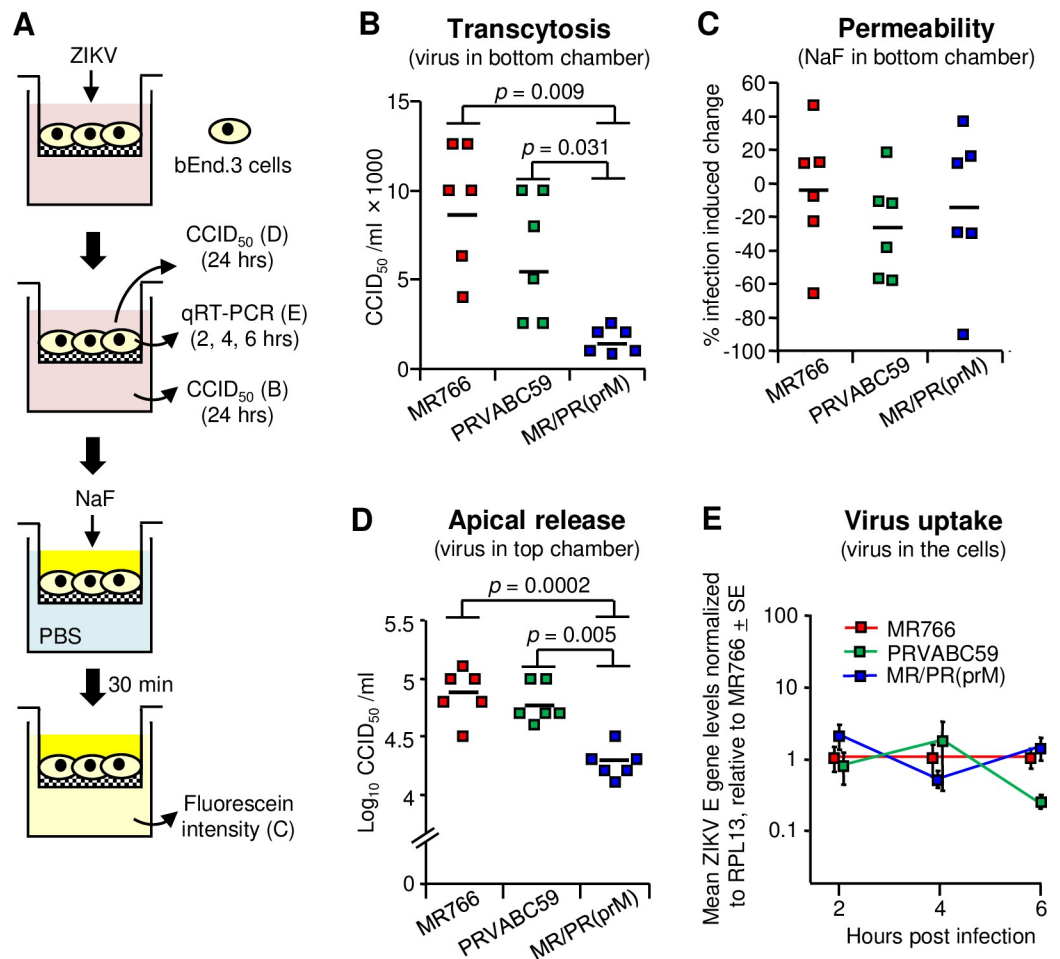 A
ZIKV
bEnd.3 cells
CCID50 (D)
(24 hrs)
qRT-PCR (E)
(2, 4, 6 hrs)
CCID50 (B)
(24 hrs)
NaF
PBS
30 min
Fluorescein
intensity (C)
B
Transcytosis
(virus in bottom chamber)
p = 0.009
p = 0.031
15
10
5
0
CCID50 /ml × 1000
MR766
PRVABC59
MR/PR(prM)
C
Permeability
(NaF in bottom chamber)
60
40
20
0
-20
-40
-60
-80
-100
% infection induced change
MR766
PRVABC59
MR/PR(prM)
D
Apical release
(virus in top chamber)
p = 0.0002
p = 0.005
5.5
5
4.5
4
0
Log10 CCID50 /ml
MR766
PRVABC59
MR/PR(prM)
E
Virus uptake
(virus in the cells)
Mean ZIKV E gene levels normalized
to RPL13, relative to MR766 ± SE
100
10
1
0.1
MR766
PRVABC59
MR/PR(prM)
2
4
6
Hours post infection